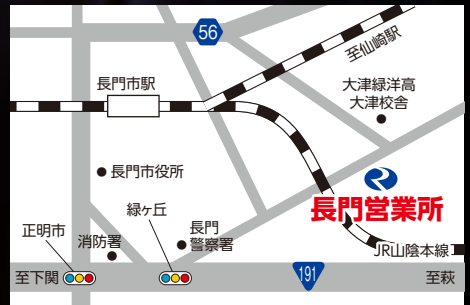 56
至仙崎駅
長門市駅
大津緑洋高
大津校舎
長門市役所
長門営業所
緑ヶ丘
正明市
消防署
長門
警察署
JR山陰本線
至下関
191
至萩